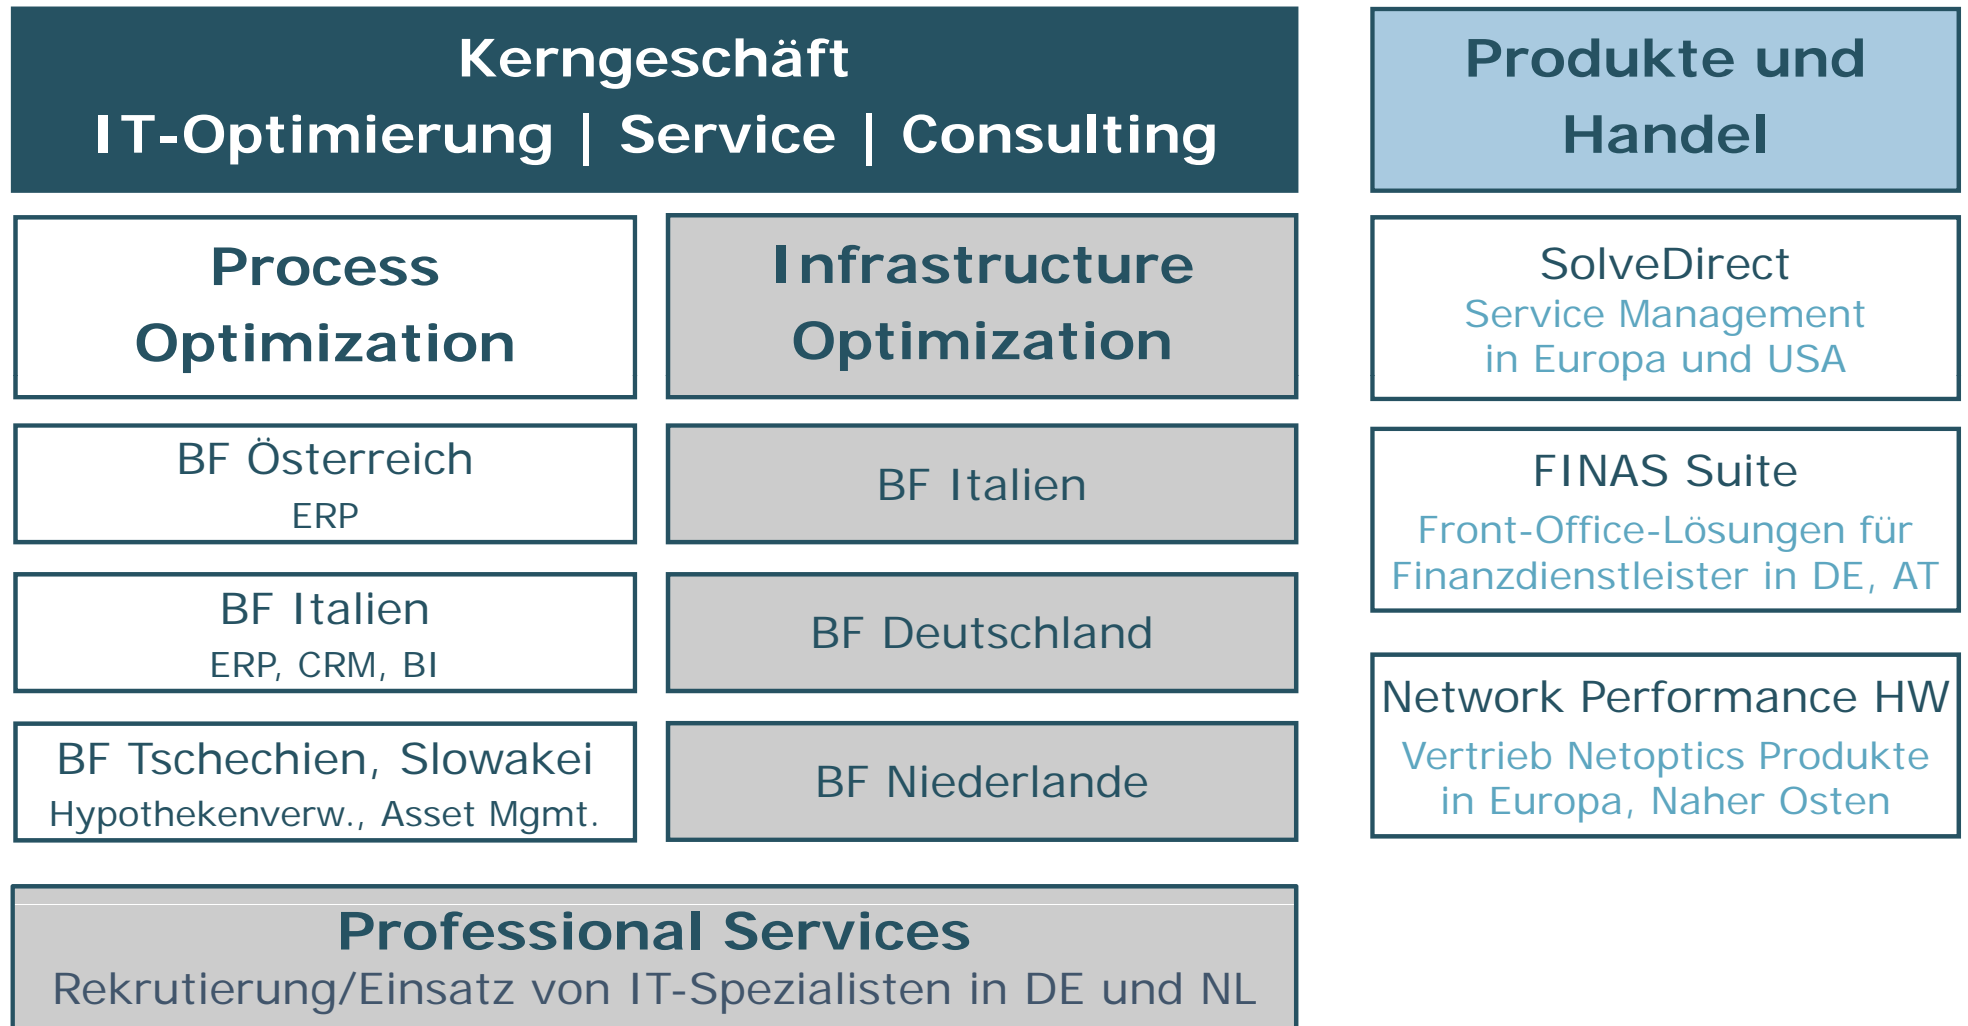 Kerngeschäft
IT-Optimierung | Service | Consulting
Process
Optimization
BF Österreich
ERP
BF Italien
ERP, CRM, BI
BF Tschechien, Slowakei
Hypothekenverw., Asset Mgmt.
Infrastructure
Optimization
BF Italien
BF Deutschland
BF Niederlande
Professional Services
Rekrutierung/Einsatz von IT-Spezialisten in DE und NL
Produkte und
Handel
SolveDirect
Service Management
in Europa und USA
FINAS Suite
Front-Office-Lösungen für
Finanzdienstleister in DE, AT
Network Performance HW
Vertrieb Netoptics Produkte
in Europa, Naher Osten